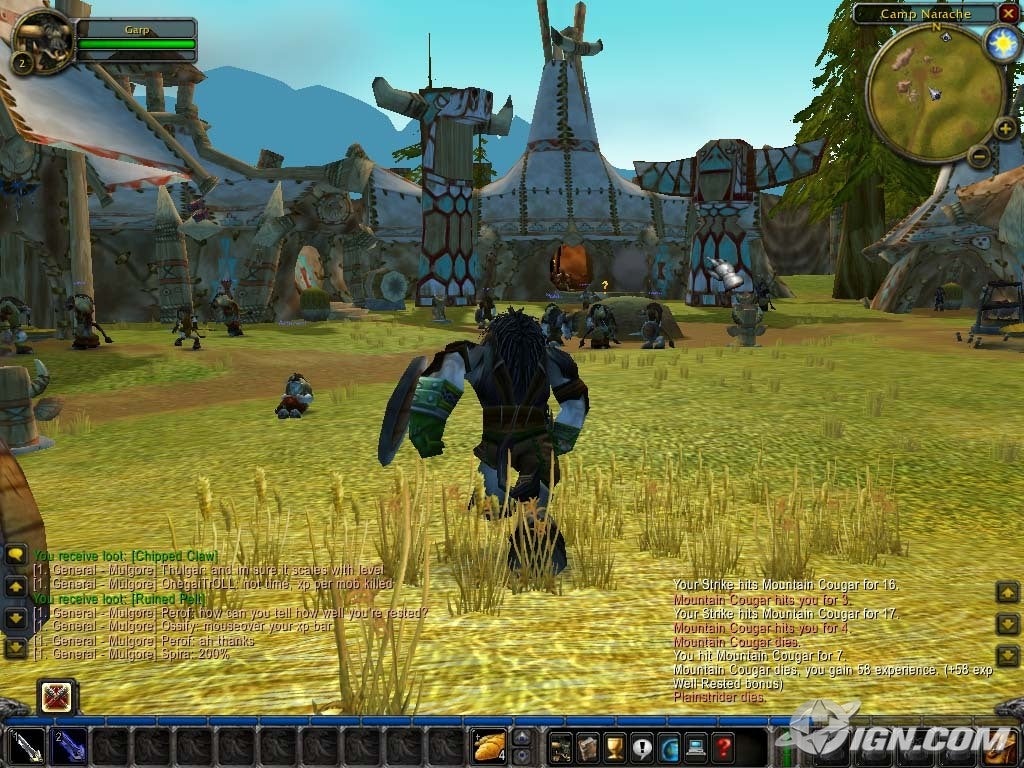 Garp
2
Camp Narache
N
?
You receive loot: [Chipped Claw]
[1. General - Mulgore] Thulgar: and im sure it scales with level
[1. General - Mulgore] OnegaiTROLL: not time, xp per mob killed
You receive loot: [Ruined Pelt]
[1. General - Mulgore] Perof: how can you tell how well you're rested?
[1. General - Mulgore] Ossify: mouseover your xp bar
[1. General - Mulgore] Perof: ah thanks
[1. General - Mulgore] Spira: 200%
Your Strike hits Mountain Cougar for 16.
Mountain Cougar hits you for 3.
Your Strike hits Mountain Cougar for 17.
Mountain Cougar hits you for 4.
Mountain Cougar dies.
You hit Mountain Cougar for 7.
Mountain Cougar dies, you gain 58 experience. (+58 exp
Well Rested bonus)
Plainstrider dies.
1
2
4
IGN.COM